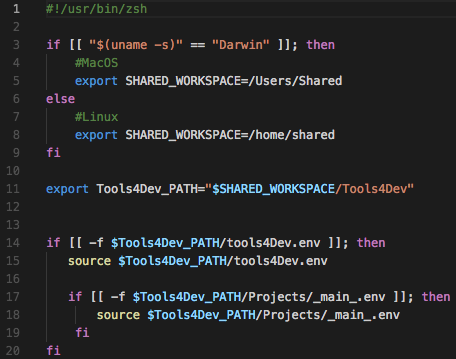 1 #!/usr/bin/zsh
2
3 if [[ "$(uname -s)" == "Darwin" ]]; then
4     #MacOS
5     export SHARED_WORKSPACE=/Users/Shared
6 else
7     #Linux
8     export SHARED_WORKSPACE=/home/shared
9 fi
10
11 export Tools4Dev_PATH="$SHARED_WORKSPACE/Tools4Dev"
12
13
14 if [[ -f $Tools4Dev_PATH/tools4Dev.env ]]; then
15    source $Tools4Dev_PATH/tools4Dev.env
16
17    if [[ -f $Tools4Dev_PATH/Projects/_main_.env ]]; then
18        source $Tools4Dev_PATH/Projects/_main_.env
19     fi
20 fi